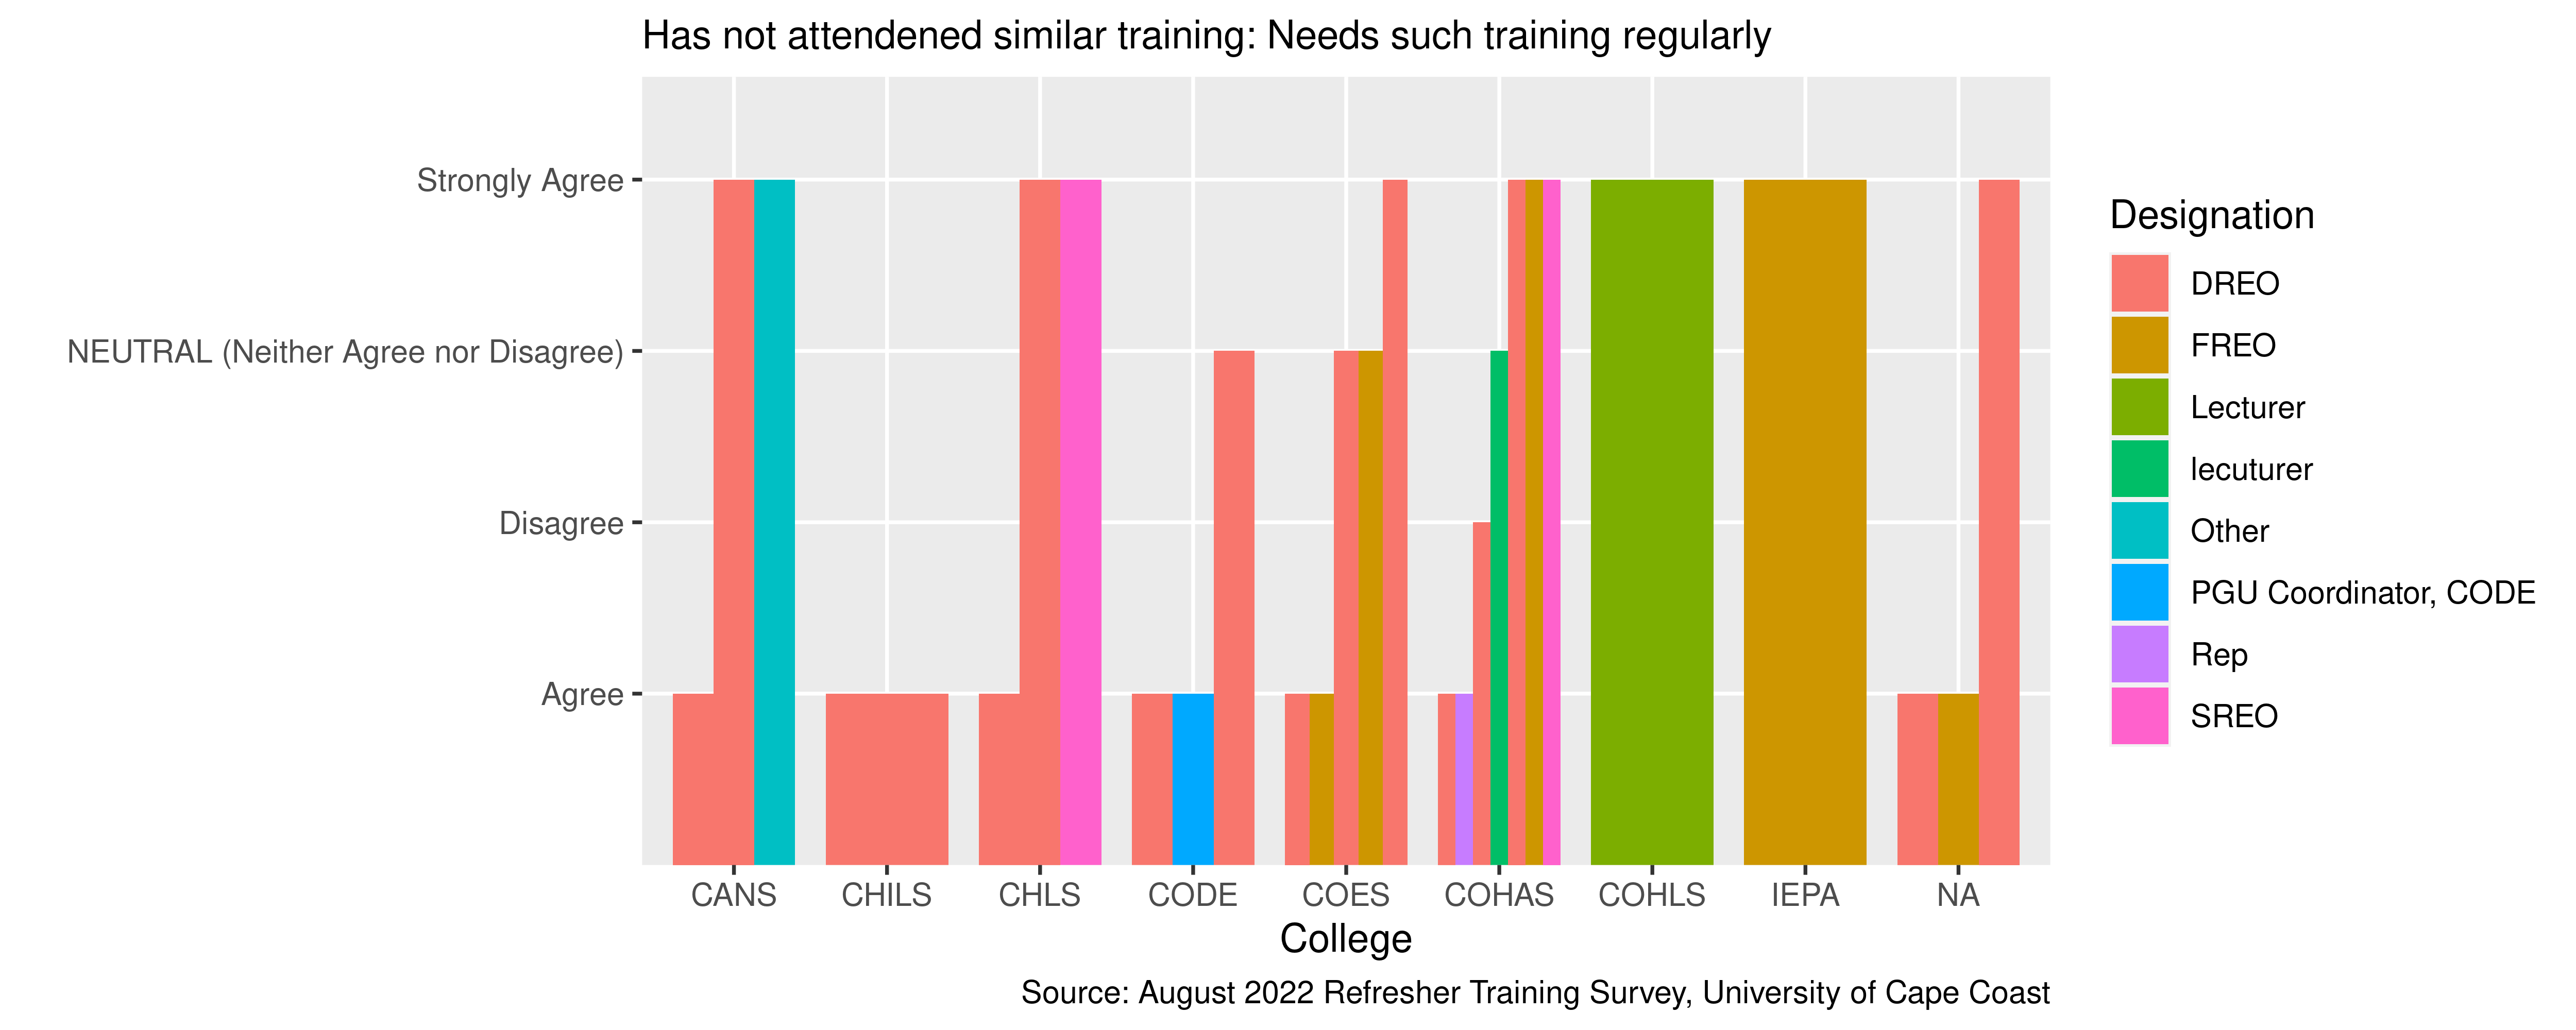 Has not attendened similar training: Needs such training regularly
Strongly Agree
NEUTRAL (Neither Agree nor Disagree)
Disagree
Agree
CANS CHILS CHLS CODE COES COHAS COHLS IEPA NA
College
Source: August 2022 Refresher Training Survey, University of Cape Coast
Designation
DREO
FREO
Lecturer
lecuturer
Other
PGU Coordinator, CODE
Rep
SREO